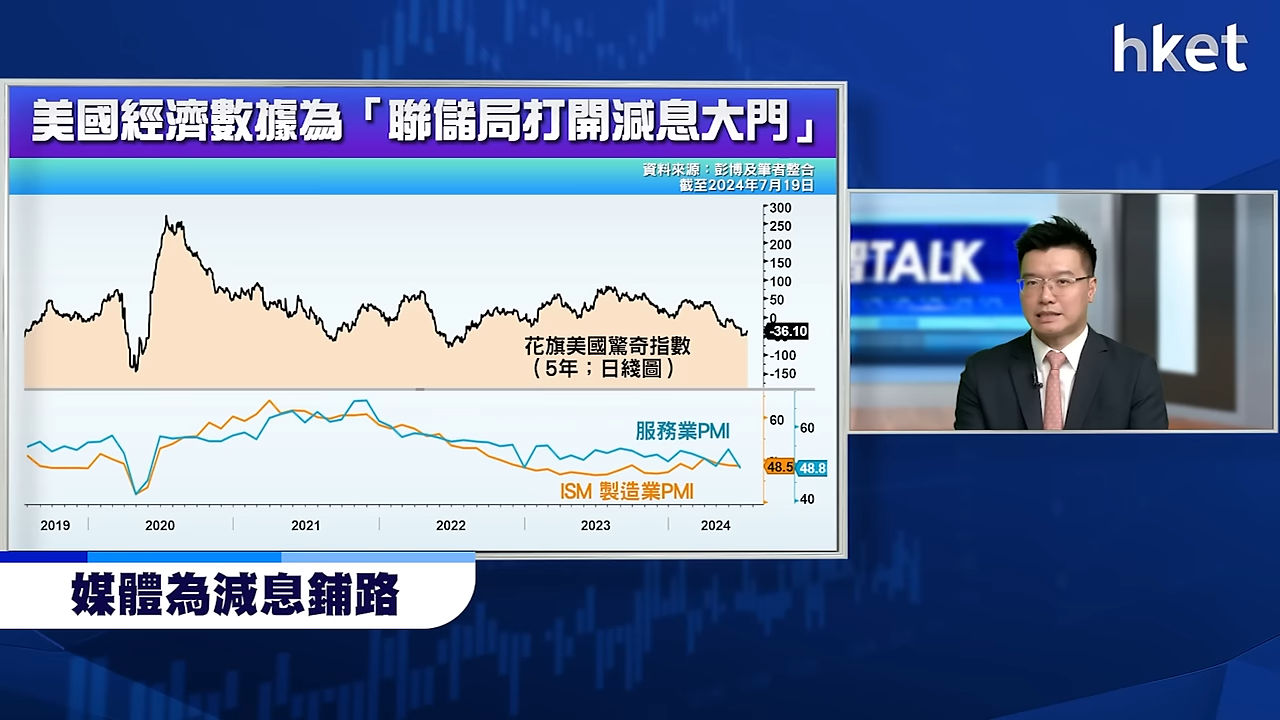 hket
美國經濟數據為「聯儲局打開減息大門」
資料來源：彭博及筆者整合
截至2024年7月19日
300
250
200
150
100
50
0
-36.10
-100
-150
花旗美國驚奇指數
（5年；日綫圖）
服務業PMI
60
60
48.5
48.8
ISM 製造業PMI
40
2019
2020
2021
2022
2023
2024
TALK
媒體為減息鋪路